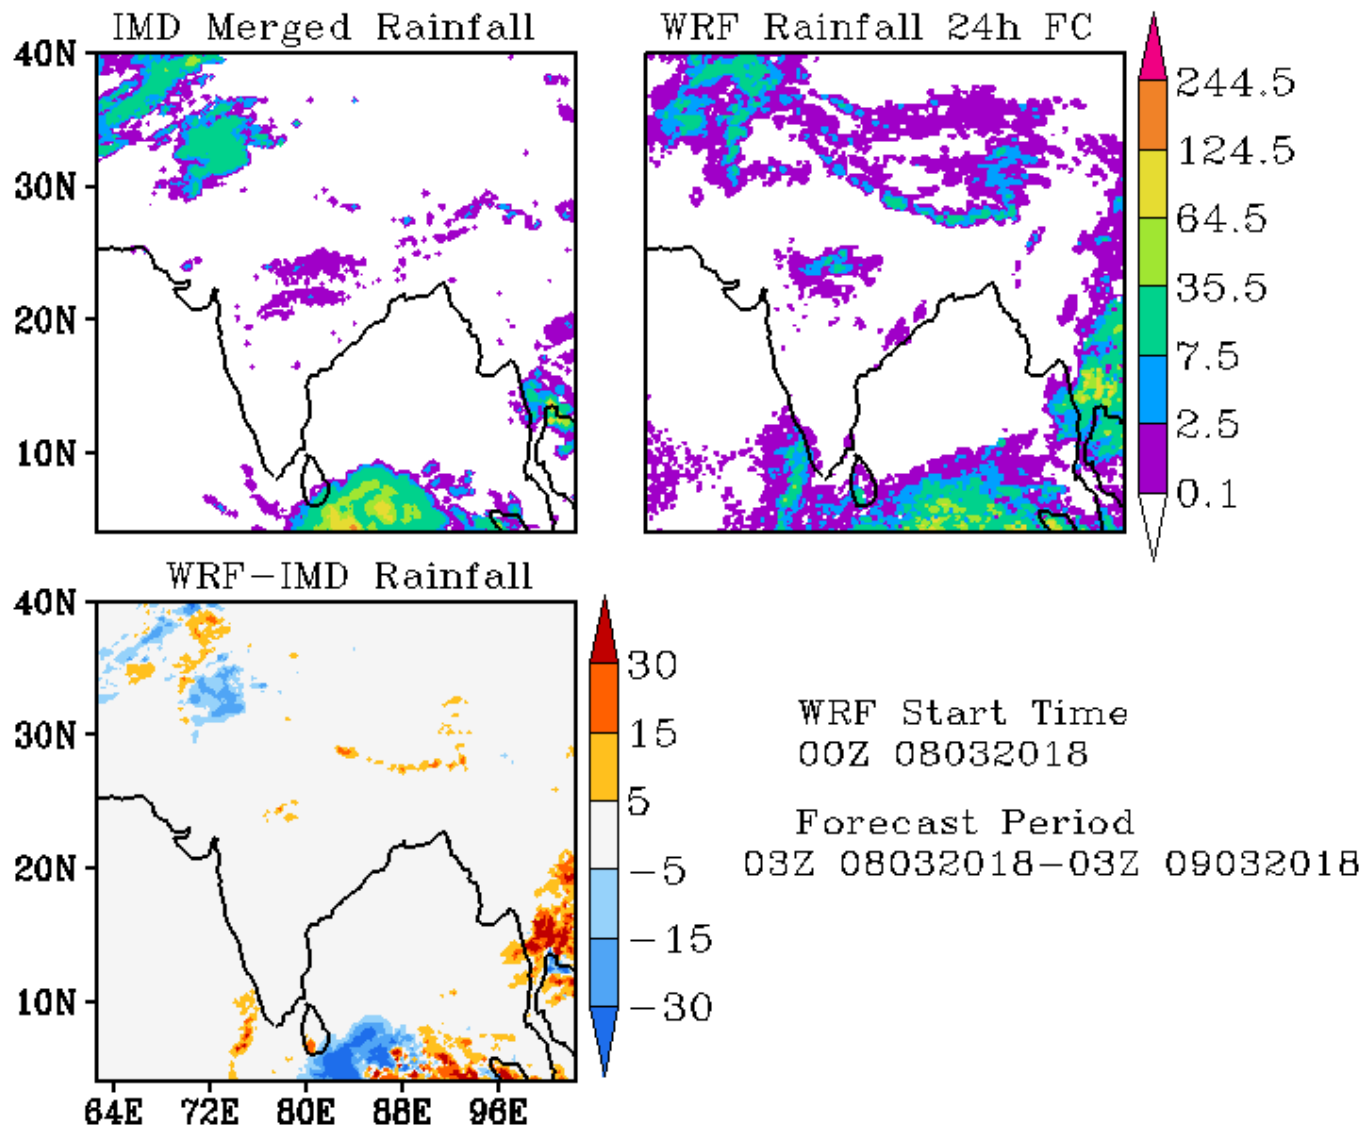 IMD Merged Rainfall
WRF Rainfall 24h FC
40N
30N
20N
10N
244.5
124.5
64.5
35.5
7.5
2.5
0.1
WRF-IMD Rainfall
40N
30N
20N
10N
64E 72E 80E 88E 96E
30
15
5
-5
-15
-30
WRF Start Time
00Z 08032018
Forecast Period
03Z 08032018-03Z 09032018